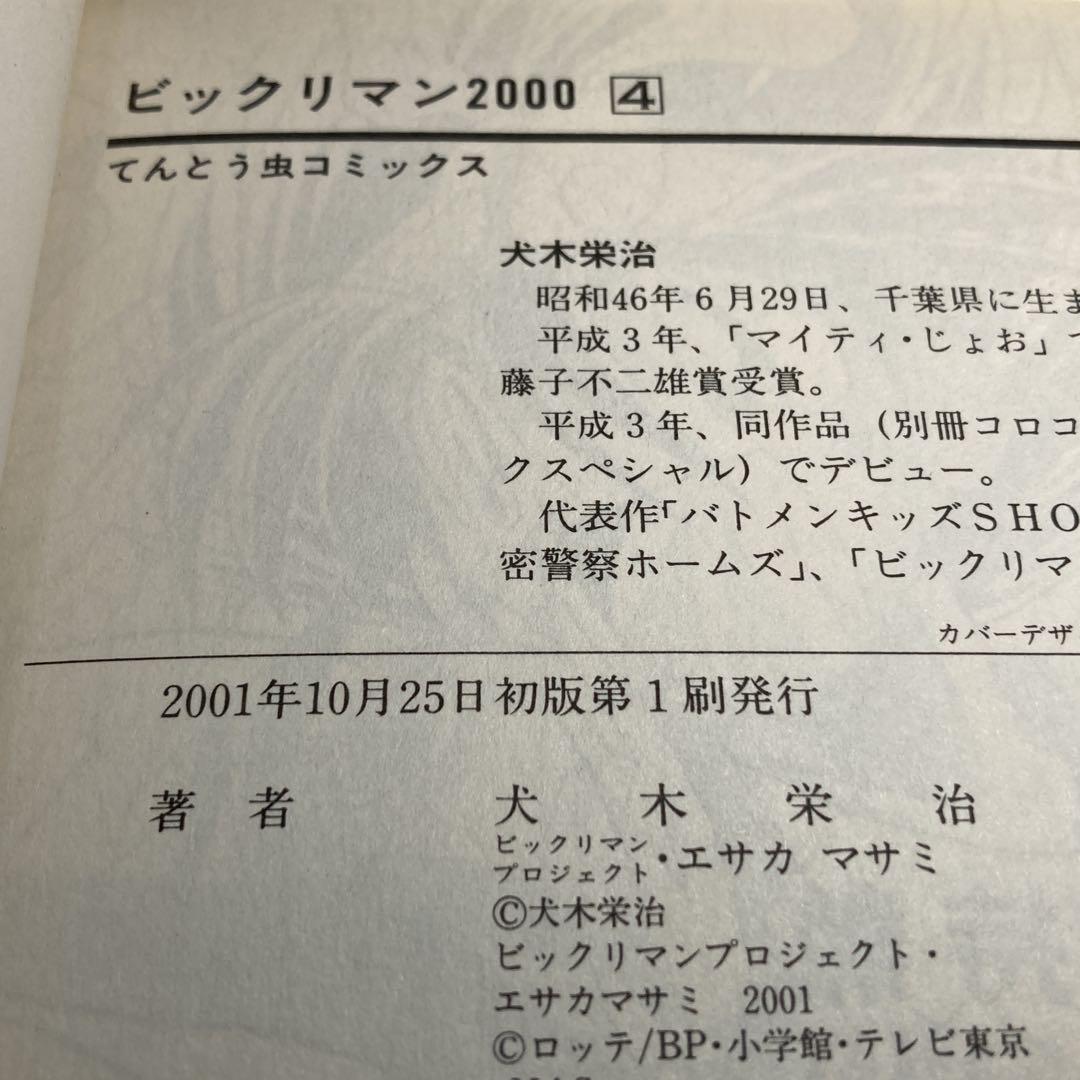 ビックリマン2000 4
てんとう虫コミックス
犬木栄治
昭和46年6月29日、千葉県に生ま
平成3年、「マイティ・じょお」で
藤子不二雄賞受賞。
平成3年、同作品（別冊コロコ
クスペシャル）でデビュー。
代表作「バトメンキッズSHO
密警察ホームズ」、「ビックリマ
カバーデザ
2001年10月25日初版第1刷発行
著者 犬木栄治
ビックリマンプロジェクト・エサカ マサミ
©犬木栄治
ビックリマンプロジェクト・
エサカマサミ 2001
©ロッテ/BP・小学館・テレビ東京